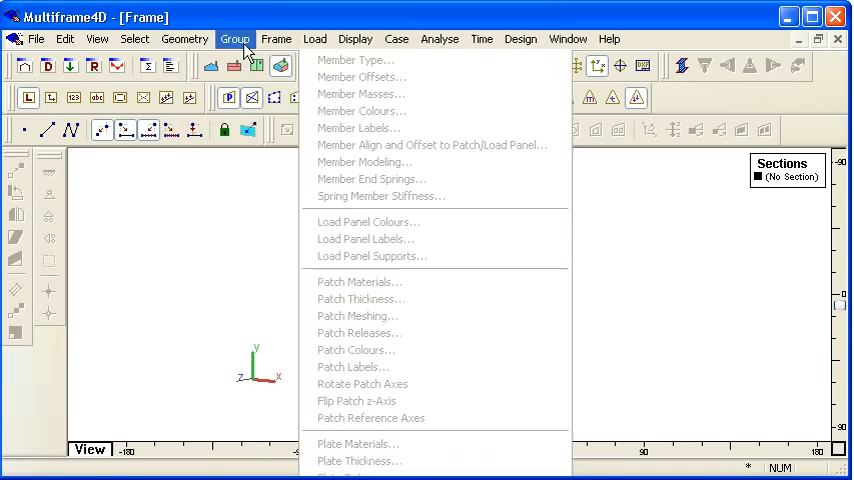 Multiframe4D - [Frame]
File Edit View Select Geometry Group Frame Load Display Case Analyse Time Design Window Help
Member Type...
Member Offsets...
Member Masses...
Member Colours...
Member Labels...
Member Align and Offset to Patch/Load Panel...
Member Modeling...
Member End Springs...
Spring Member Stiffness...
Load Panel Colours...
Load Panel Labels...
Load Panel Supports...
Patch Materials...
Patch Thickness...
Patch Meshing...
Patch Releases...
Patch Colours...
Patch Labels...
Rotate Patch Axes
Flip Patch z-Axis
Patch Reference Axes
Plate Materials...
Plate Thickness...
Sections
(No Section)
-90
0
90
y
z x
View -180 90 180
* NUM